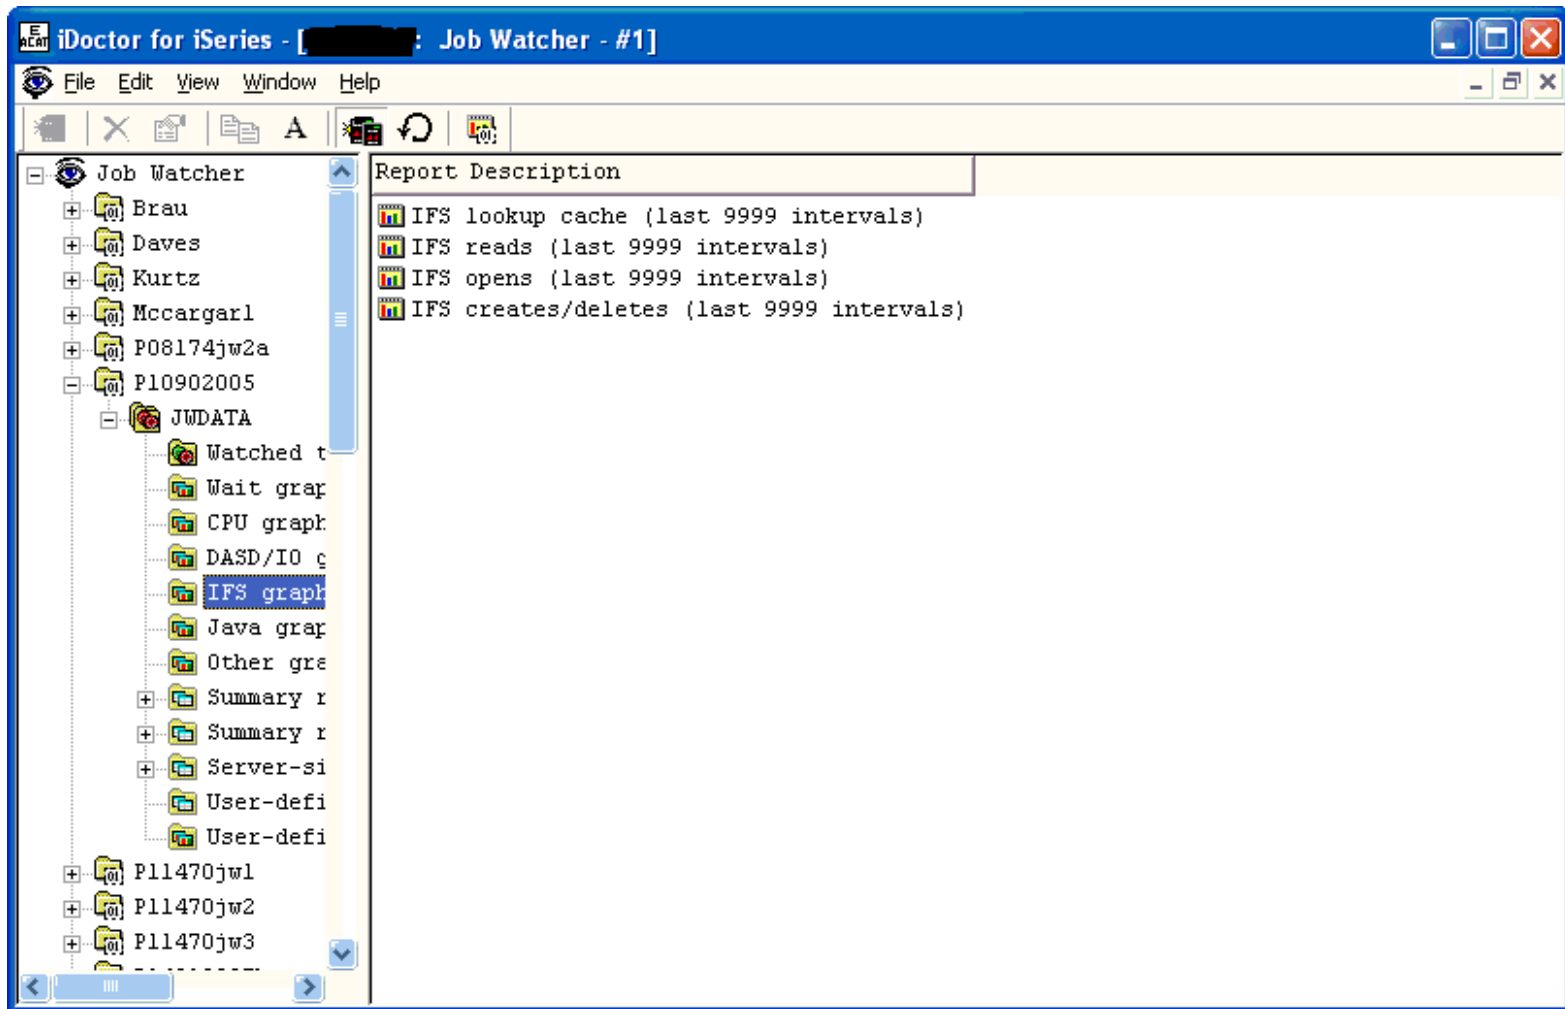 iDoctor for iSeries - [ : Job Watcher - #1]
File Edit View Window Help
A
Job Watcher
Brau
Daves
Kurtz
Mccargarl
P08174jw2a
P10902005
JWDATA
Watched t
Wait grap
CPU graph
DASD/IO g
IFS graph
Java grap
Other gra
Summary r
Summary r
Server-si
User-defi
User-defi
P11470jw1
P11470jw2
P11470jw3
Report Description
IFS lookup cache (last 9999 intervals)
IFS reads (last 9999 intervals)
IFS opens (last 9999 intervals)
IFS creates/deletes (last 9999 intervals)